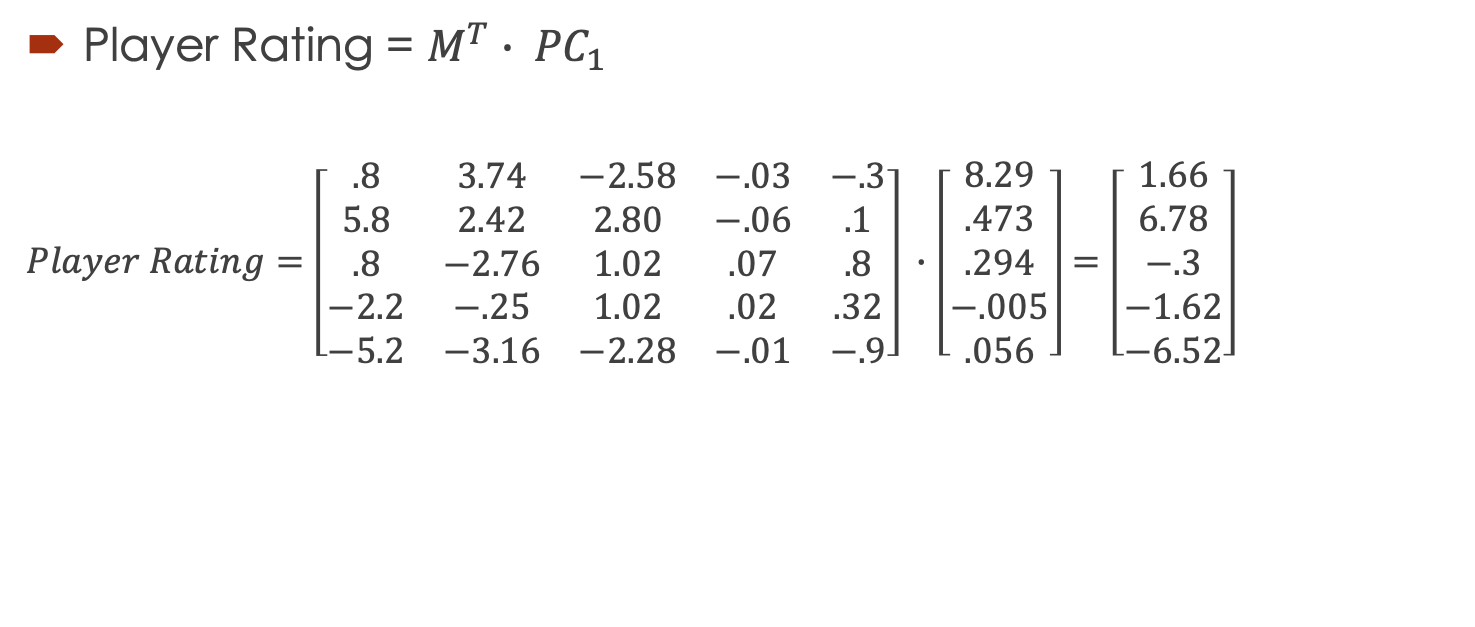 Player Rating = Mᵀ · PC₁
.8 3.74 −2.58 −.03 −.3 8.29 1.66
5.8 2.42 2.80 −.06 .1 .473 6.78
Player Rating = .8 −2.76 1.02 .07 .8 · .294 = −.3
−2.2 −.25 1.02 .02 .32 −.005 −1.62
−5.2 −3.16 −2.28 −.01 −.9 .056 −6.52